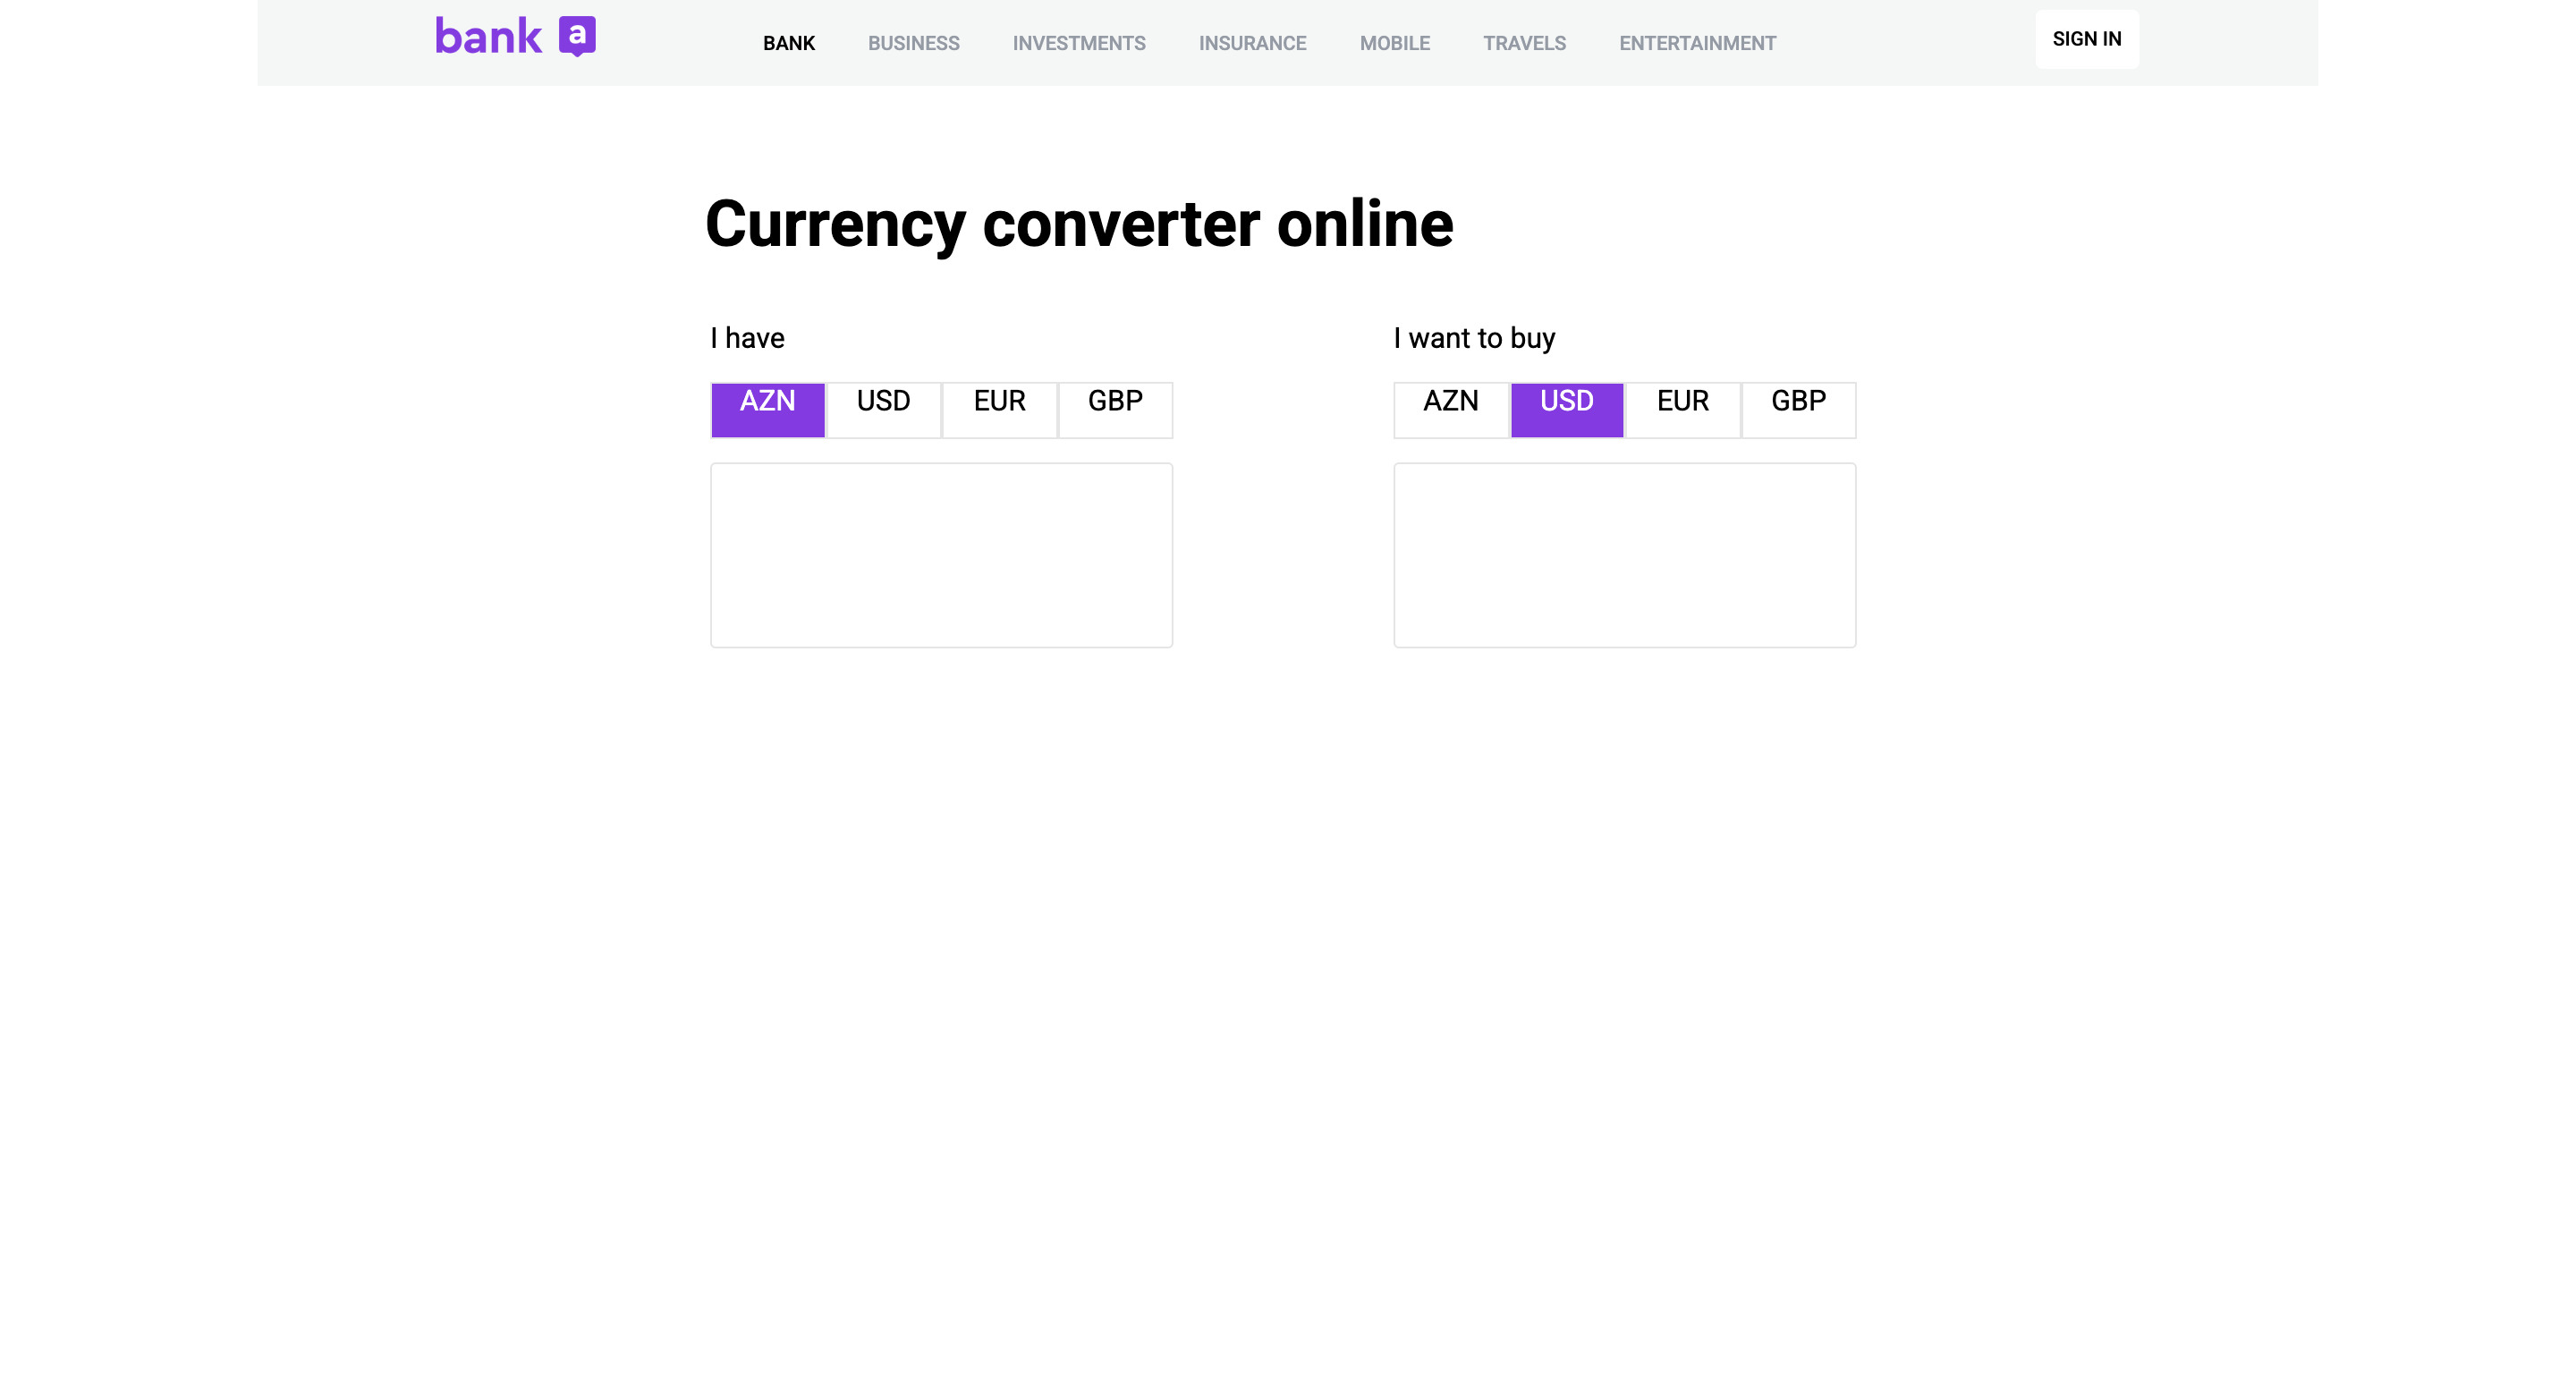 bank a
BANK BUSINESS INVESTMENTS INSURANCE MOBILE TRAVELS ENTERTAINMENT SIGN IN
Currency converter online
I have
AZN USD EUR GBP
I want to buy
AZN USD EUR GBP